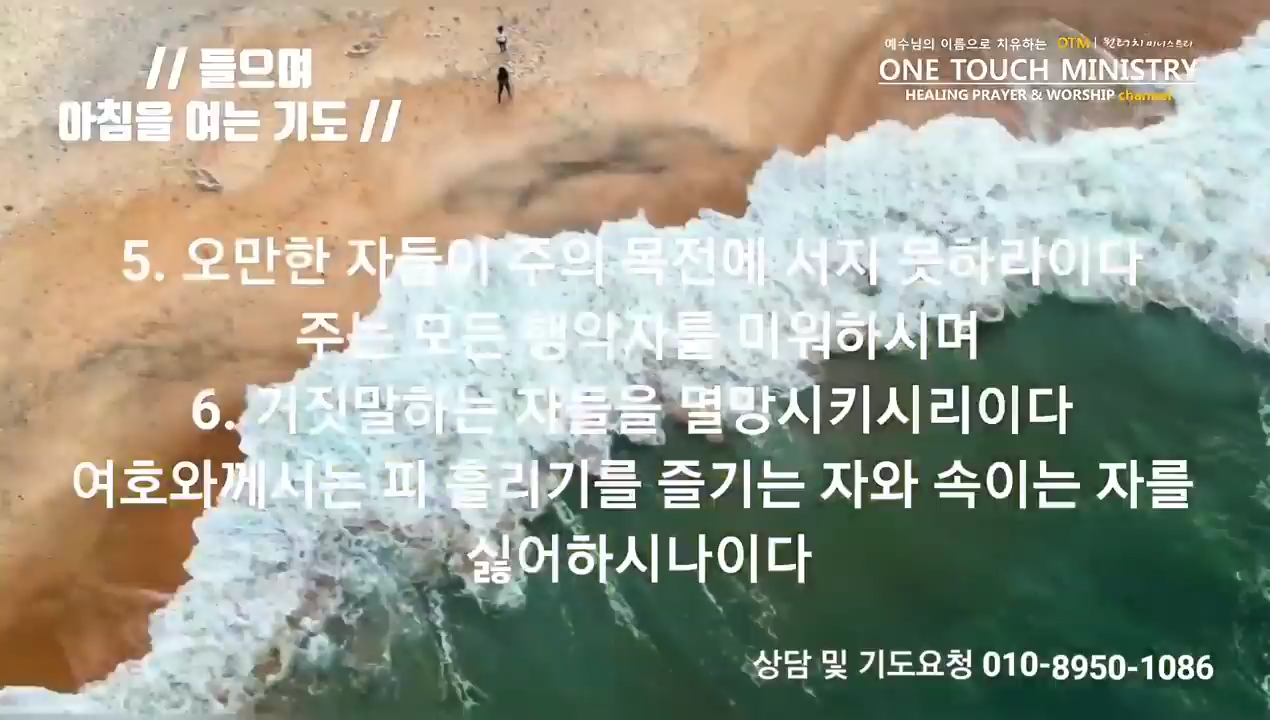 // 들으며
아침을 여는 기도 //
예수님의 이름으로 치유하는 OTM | 원터치 미니스트리
ONE TOUCH MINISTRY
HEALING PRAYER & WORSHIP channel
5. 오만한 자들이 주의 목전에 서지 못하리이다
주는 모든 행악자를 미워하시며
6. 거짓말하는 자들을 멸망시키시리이다
여호와께서는 피 흘리기를 즐기는 자와 속이는 자를
싫어하시나이다
상담 및 기도요청 010-8950-1086